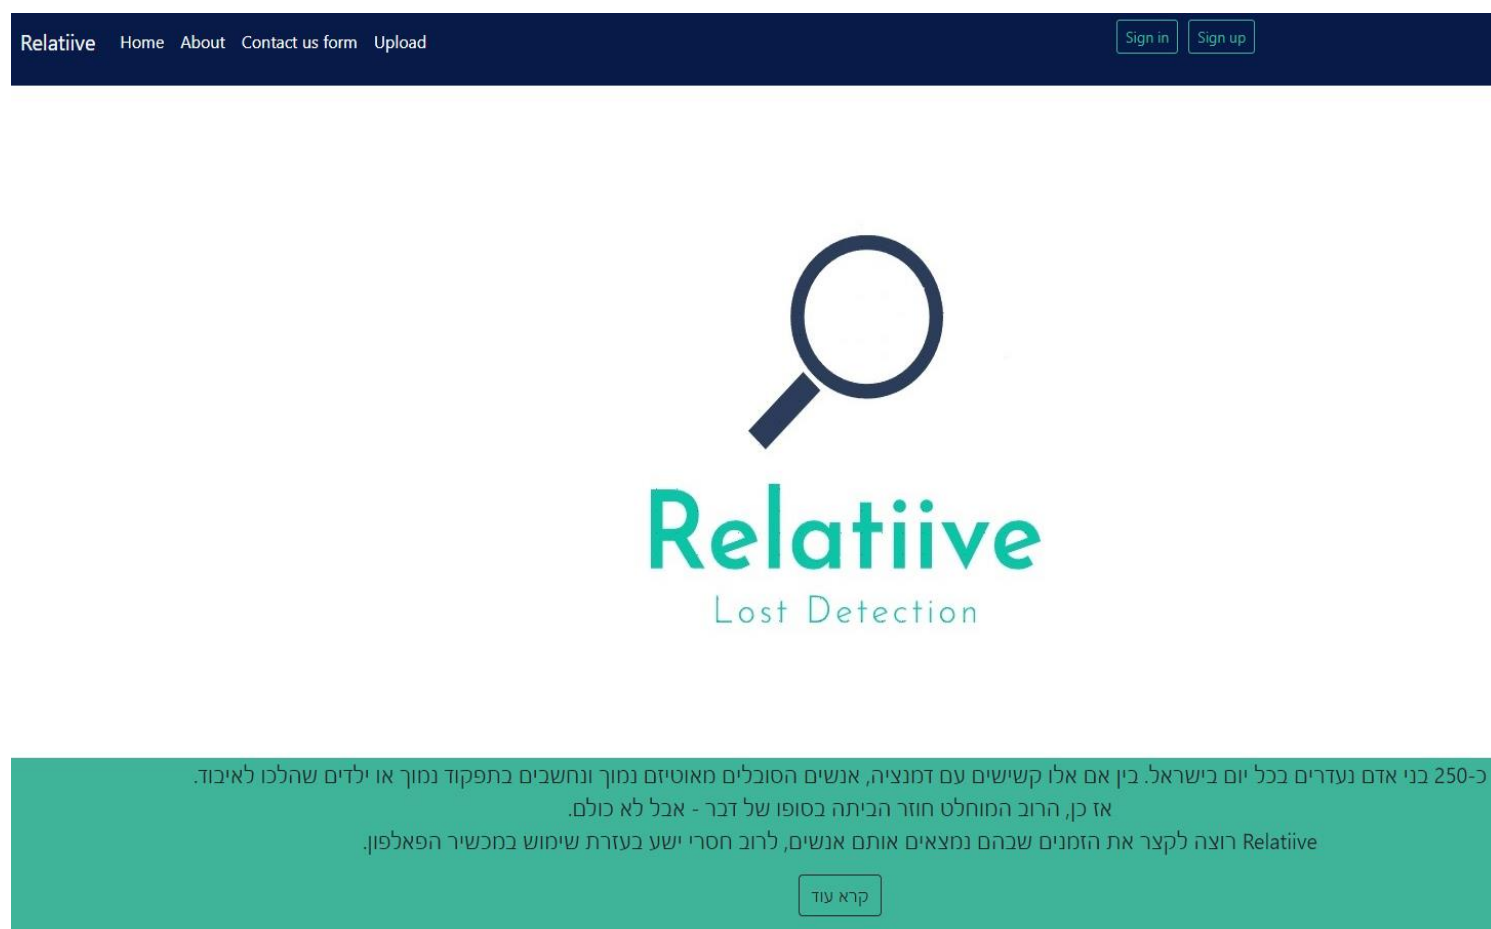 Relatiive Home About Contact us form Upload Sign in Sign up
Relatiive
Lost Detection
כ-250 בני אדם נעדרים בכל יום בישראל. בין אם אלו קשישים עם דמנציה, אנשים הסובלים מאוטיזם נמוך ונחשבים בתפקוד נמוך או ילדים שהלכו לאיבוד.
אז כן, הרוב המוחלט חוזר הביתה בסופו של דבר - אבל לא כולם.
Relatiive רוצה לקצר את הזמנים שבהם נמצאים אותם אנשים, לרוב חסרי ישע בעזרת שימוש במכשיר הפאלפון.
קרא עוד